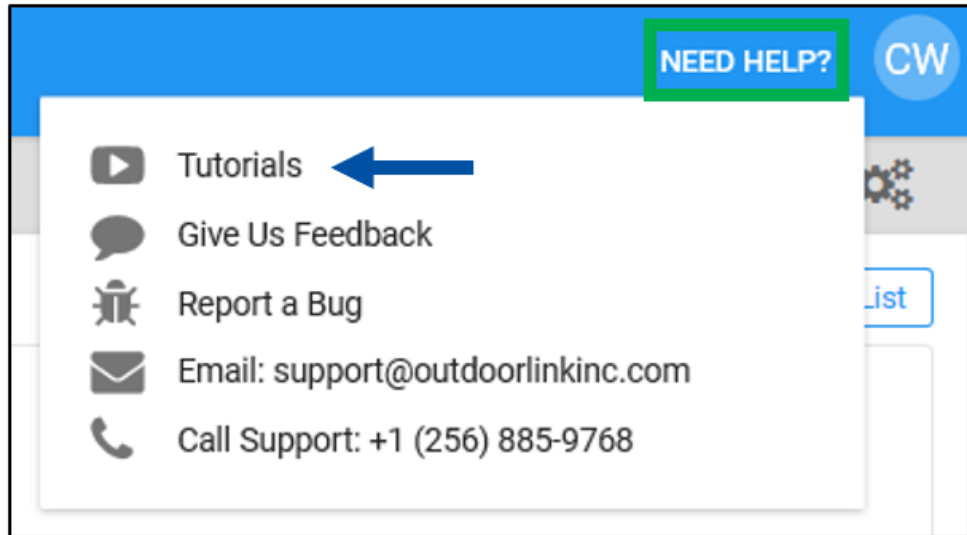 NEED HELP?
CW
Tutorials
Give Us Feedback
Report a Bug
List
Email: support@outdoorlinkinc.com
Call Support: +1 (256) 885-9768